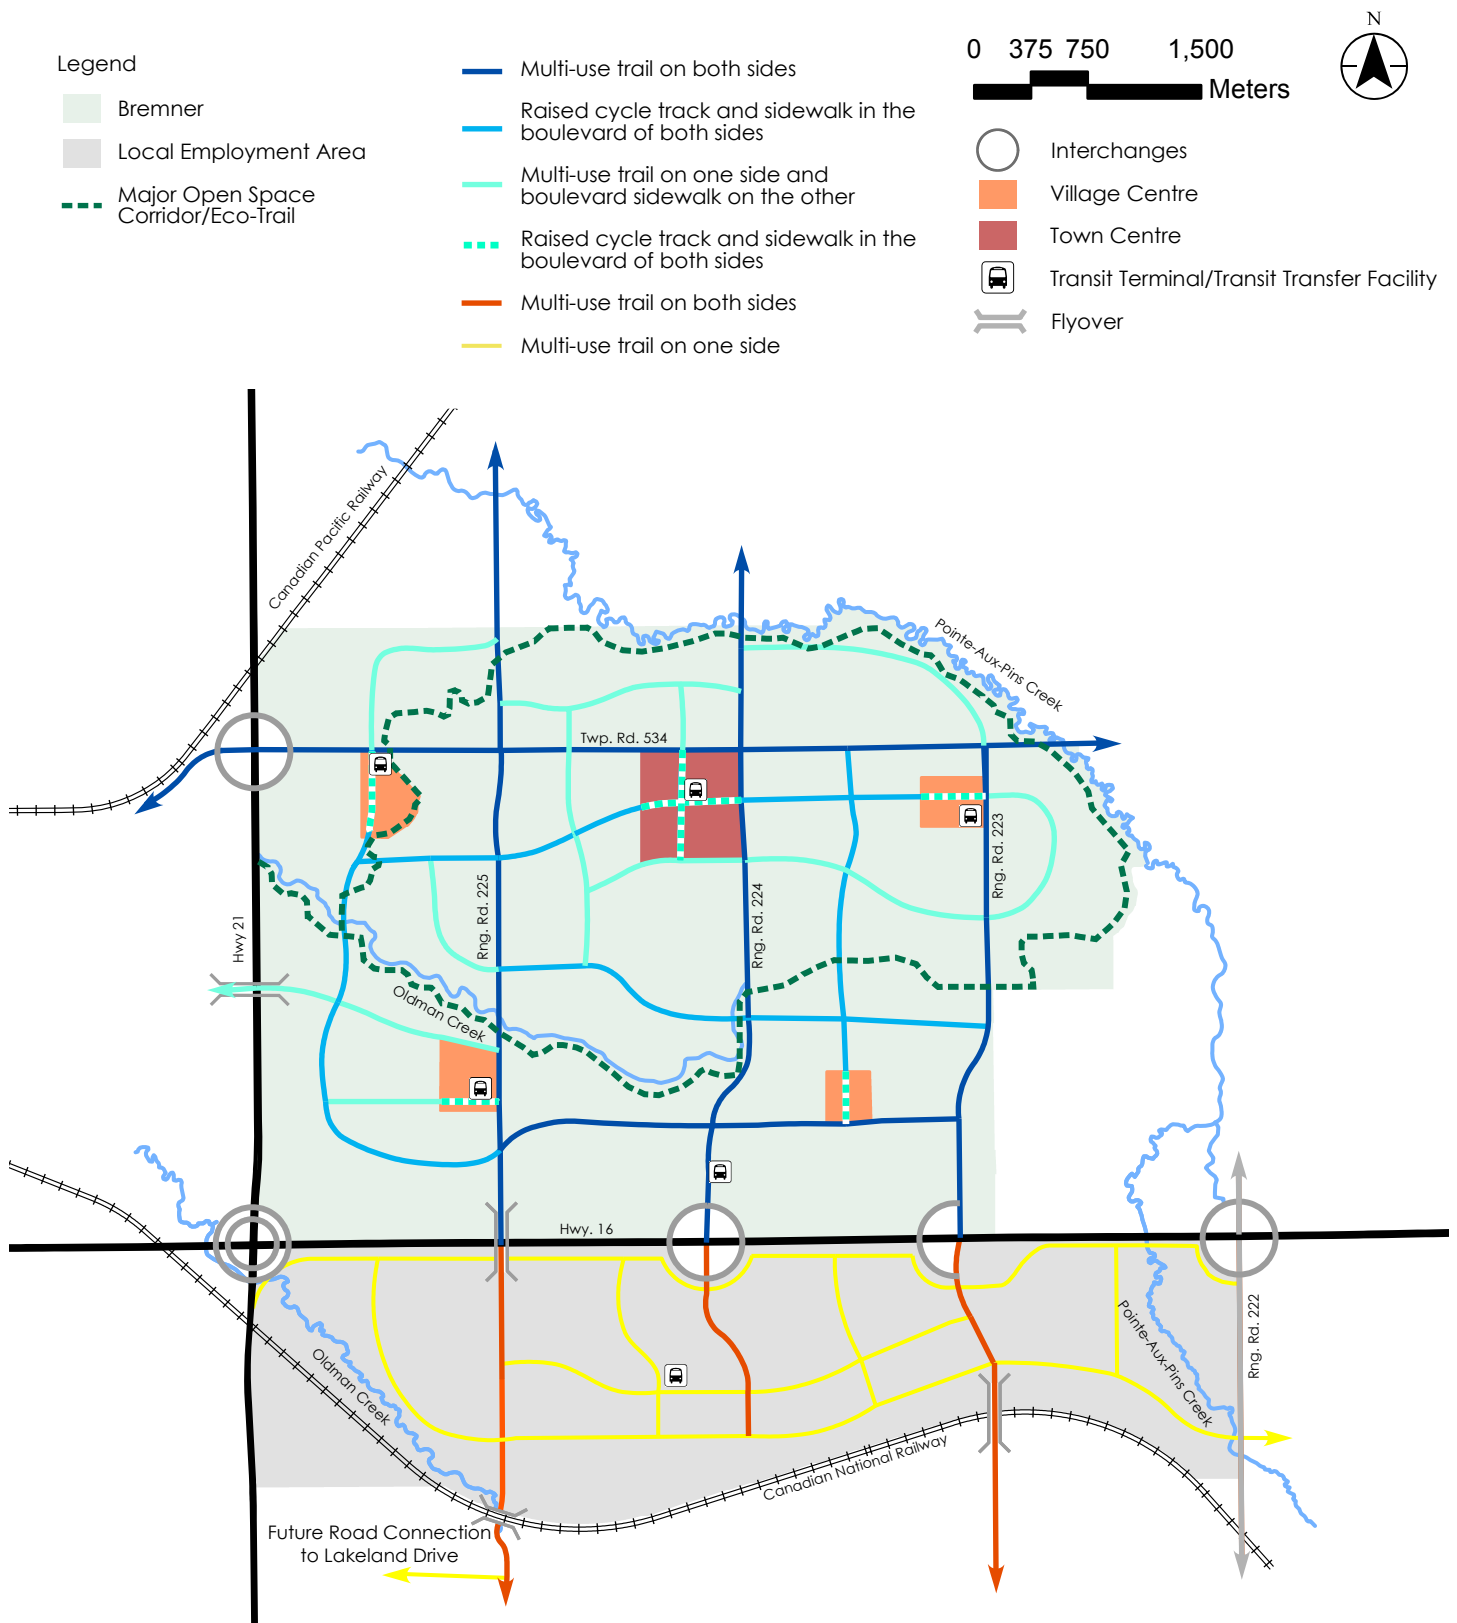 Legend
Bremner
Local Employment Area
Major Open Space
Corridor/Eco-Trail
Multi-use trail on both sides
Raised cycle track and sidewalk in the
boulevard of both sides
Multi-use trail on one side and
boulevard sidewalk on the other
Raised cycle track and sidewalk in the
boulevard of both sides
Multi-use trail on both sides
Multi-use trail on one side
0 375 750 1,500
Meters
N
Interchanges
Village Centre
Town Centre
Transit Terminal/Transit Transfer Facility
Flyover
Canadian Pacific Railway
Pointe-Aux-Pins Creek
Twp. Rd. 534
Rng. Rd. 223
Rng. Rd. 225
Rng. Rd. 224
Hwy 21
Oldman Creek
Hwy. 16
Rng. Rd. 222
Pointe-Aux-Pins Creek
Oldman Creek
Canadian National Railway
Future Road Connection
to Lakeland Drive